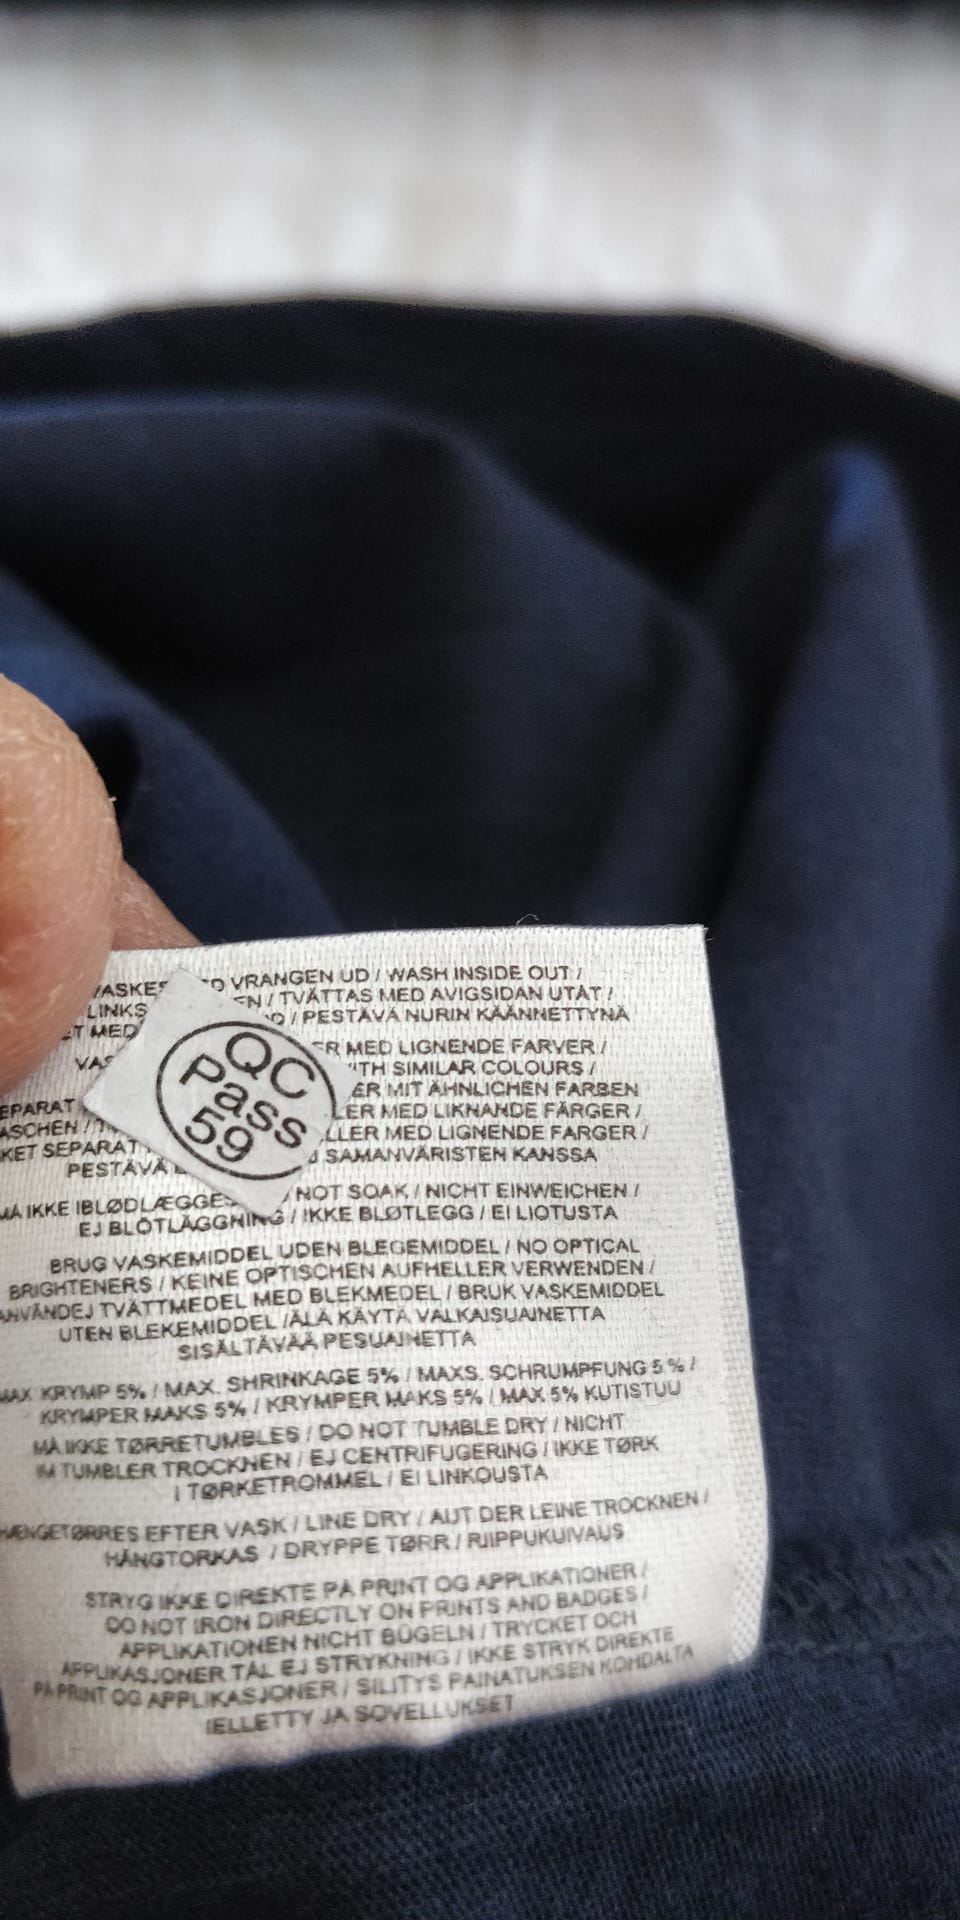 VRANGEN UD / WASH INSIDE OUT /
LINKS EN / TVÄTTAS MED AVIGSIDAN UTÅT /
MED / PESTÄVÄ NURIN KÄÄNNETTYNÄ
MED LIGNENDE FARVER /
SIMILAR COLOURS /
MIT ÄHNLICHEN FARBEN
MED LIKNANDE FÄRGER /
MED LIGNENDE FARGER /
PESTÄVÄ SAMANVÄRISTEN KANSSA
QC
Pass
59
IKKE IBLØDLÆGGES NOT SOAK / NICHT EINWEICHEN /
EJ BLÖTLÄGGNING / IKKE BLØTLEGG / EI LIOTUSTA
BRUG VASKEMIDDEL UDEN BLEGEMIDDEL / NO OPTICAL
BRIGHTENERS / KEINE OPTISCHEN AUFHELLER VERWENDEN /
ANVÄNDEJ TVÄTTMEDEL MED BLEKMEDEL / BRUK VASKEMIDDEL
UTEN BLEKEMIDDEL /ÄLÄ KÄYTÄ VALKAISUAINETTA
SISÄLTÄVÄÄ PESUAINETTA
MAX KRYMP 5% / MAX. SHRINKAGE 5% / MAXS. SCHRUMPFUNG 5 % /
KRYMPER MAKS 5% / KRYMPER MAKS 5% / MAX 5% KUTISTUU
MÅ IKKE TØRRETUMBLES / DO NOT TUMBLE DRY / NICHT
IM TUMBLER TROCKNEN / EJ CENTRIFUGERING / IKKE TØRK
I TØRKETROMMEL / EI LINKOUSTA
HÆNGETØRRES EFTER VASK / LINE DRY / AUT DER LEINE TROCKNEN /
HÄNGTORKAS / DRYPPE TØRR / RIIPPUKUIVAUS
STRYG IKKE DIREKTE PÅ PRINT OG APPLIKATIONER /
DO NOT IRON DIRECTLY ON PRINTS AND BADGES /
APPLIKATIONEN NICHT BÜGELN / TRYCKET OCH
APPLIKASJONER TÅL EJ STRYKNING / IKKE STRYK DIREKTE
PÅ PRINT OG APPLIKASJONER / SILITYS PAINATUKSEN KOHDALTA
IELLETTY JA SOVELLUKSET